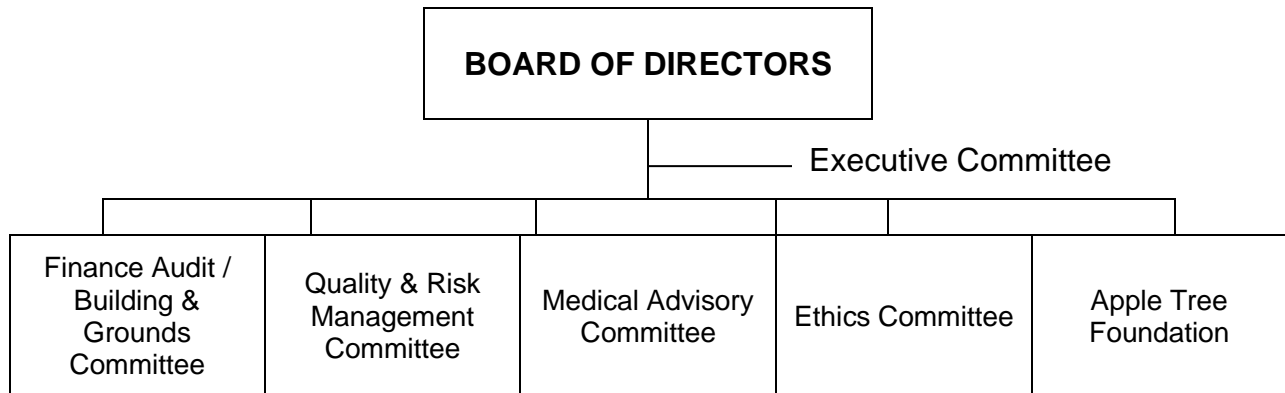 BOARD OF DIRECTORS
Executive Committee
Finance Audit /
Building &
Grounds
Committee
Quality & Risk
Management
Committee
Medical Advisory
Committee
Ethics Committee
Apple Tree
Foundation